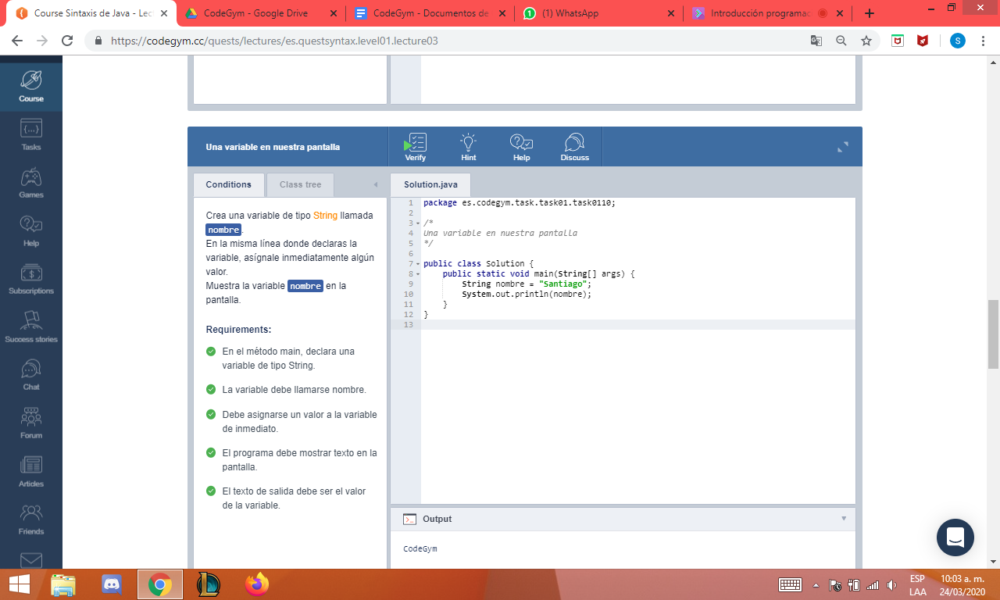 Course Sintaxis de Java - Lec
CodeGym - Google Drive
CodeGym - Documentos de
(1) WhatsApp
Introducción programac
https://codegym.cc/quests/lectures/es.questsyntax.level01.lecture03
S
Course
Tasks
Games
Help
Subscriptions
Success stories
Chat
Forum
Articles
Friends
Una variable en nuestra pantalla
Verify
Hint
Help
Discuss
Conditions
Class tree
Solution.java
Crea una variable de tipo String llamada
nombre.
En la misma línea donde declaras la
variable, asígnale inmediatamente algún
valor.
Muestra la variable nombre en la
pantalla.
Requirements:
En el método main, declara una
variable de tipo String.
La variable debe llamarse nombre.
Debe asignarse un valor a la variable
de inmediato.
El programa debe mostrar texto en la
pantalla.
El texto de salida debe ser el valor
de la variable.
1 package es.codegym.task.task01.task0110;
2
3 /*
4 Una variable en nuestra pantalla
5 */
6
7 public class Solution {
8 public static void main(String[] args) {
9 String nombre = "Santiago";
10 System.out.println(nombre);
11 }
12 }
13
Output
CodeGym
ESP
LAA
10:03 a. m.
24/03/2020